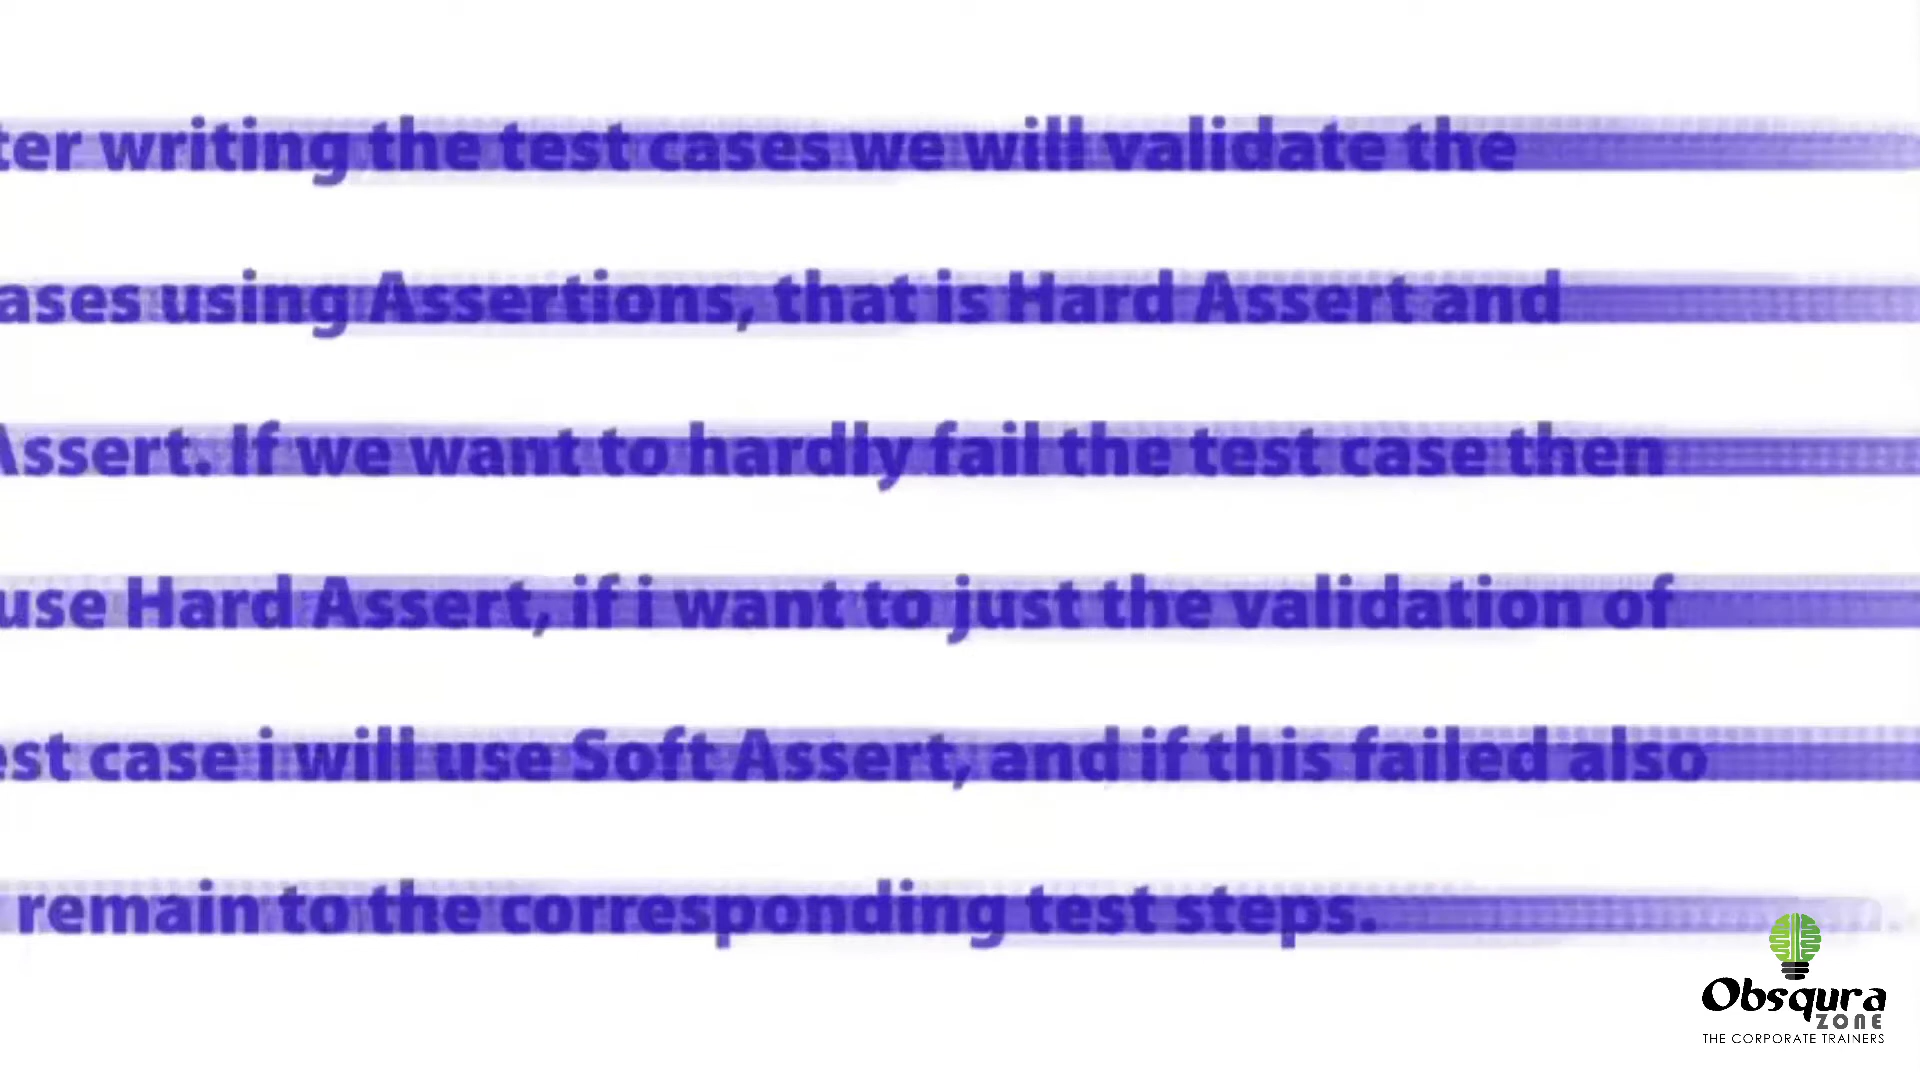 ter writing the test cases we will validate the
ases using Assertions, that is Hard Assert and
Assert. If we want to hardly fail the test case then
use Hard Assert, if i want to just the validation of
est case i will use Soft Assert, and if this failed also
remain to the corresponding test steps.
Obsqura
ZONE
THE CORPORATE TRAINERS